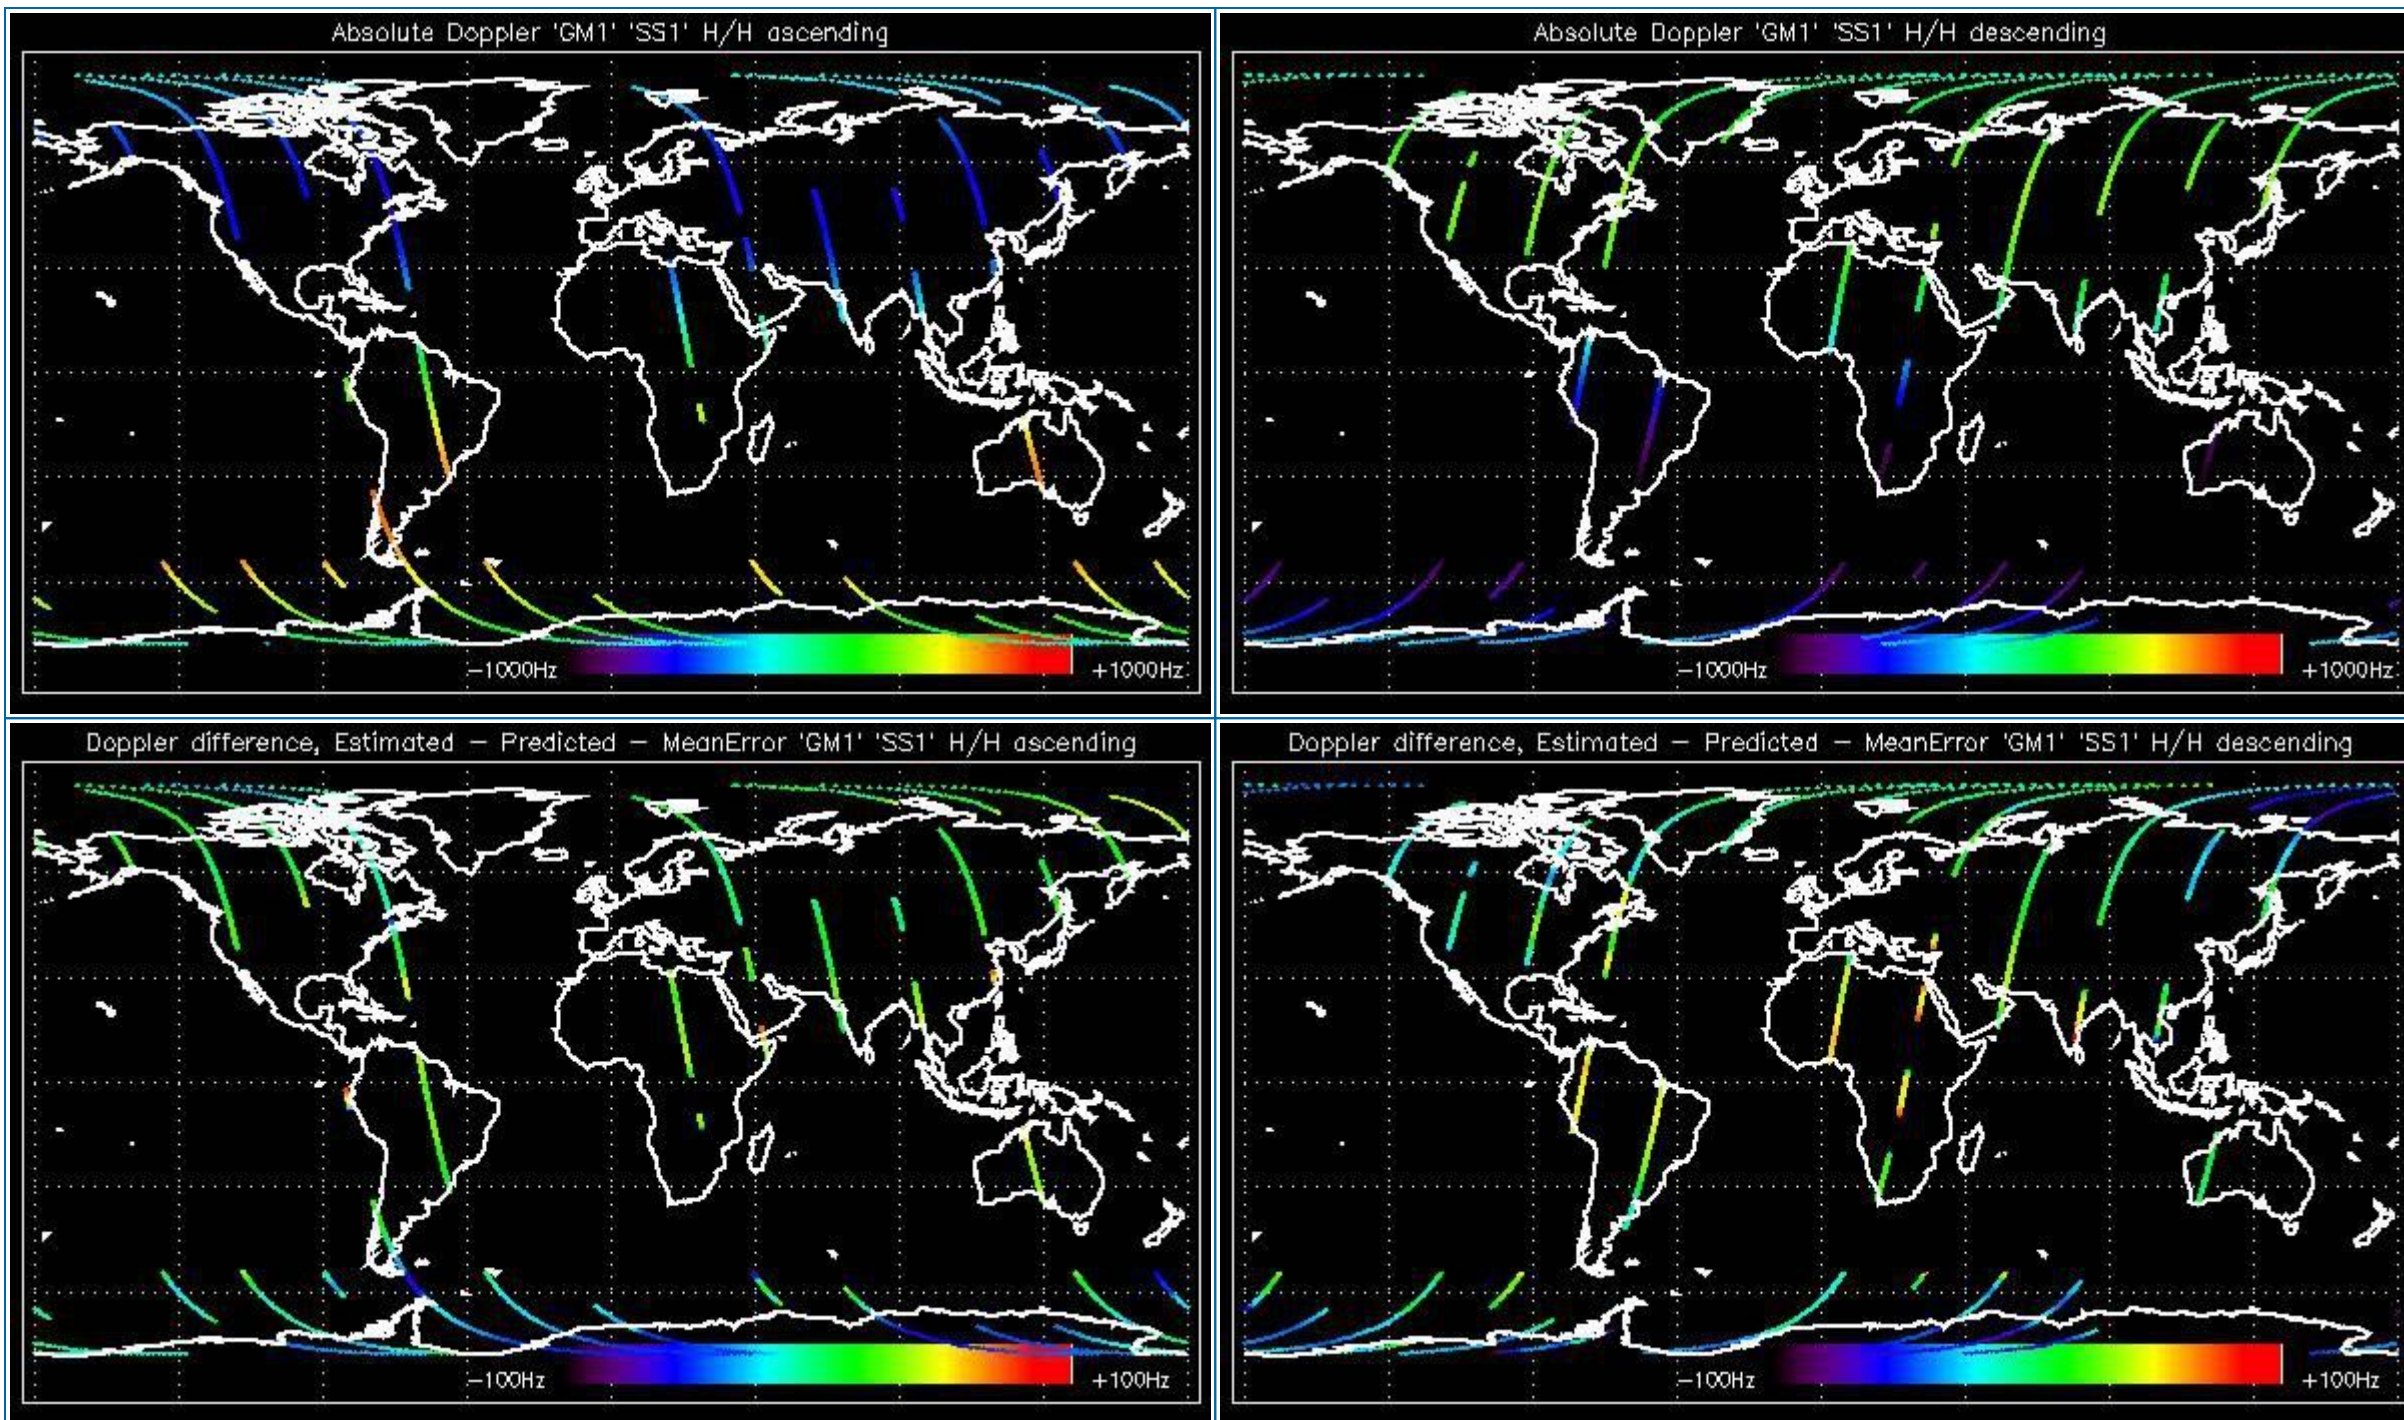 Absolute Doppler 'GM1' 'SS1' H/H ascending
−1000Hz
+1000Hz
Absolute Doppler 'GM1' 'SS1' H/H descending
−1000Hz
+1000Hz
Doppler difference, Estimated − Predicted − MeanError 'GM1' 'SS1' H/H ascending
−100Hz
+100Hz
Doppler difference, Estimated − Predicted − MeanError 'GM1' 'SS1' H/H descending
−100Hz
+100Hz